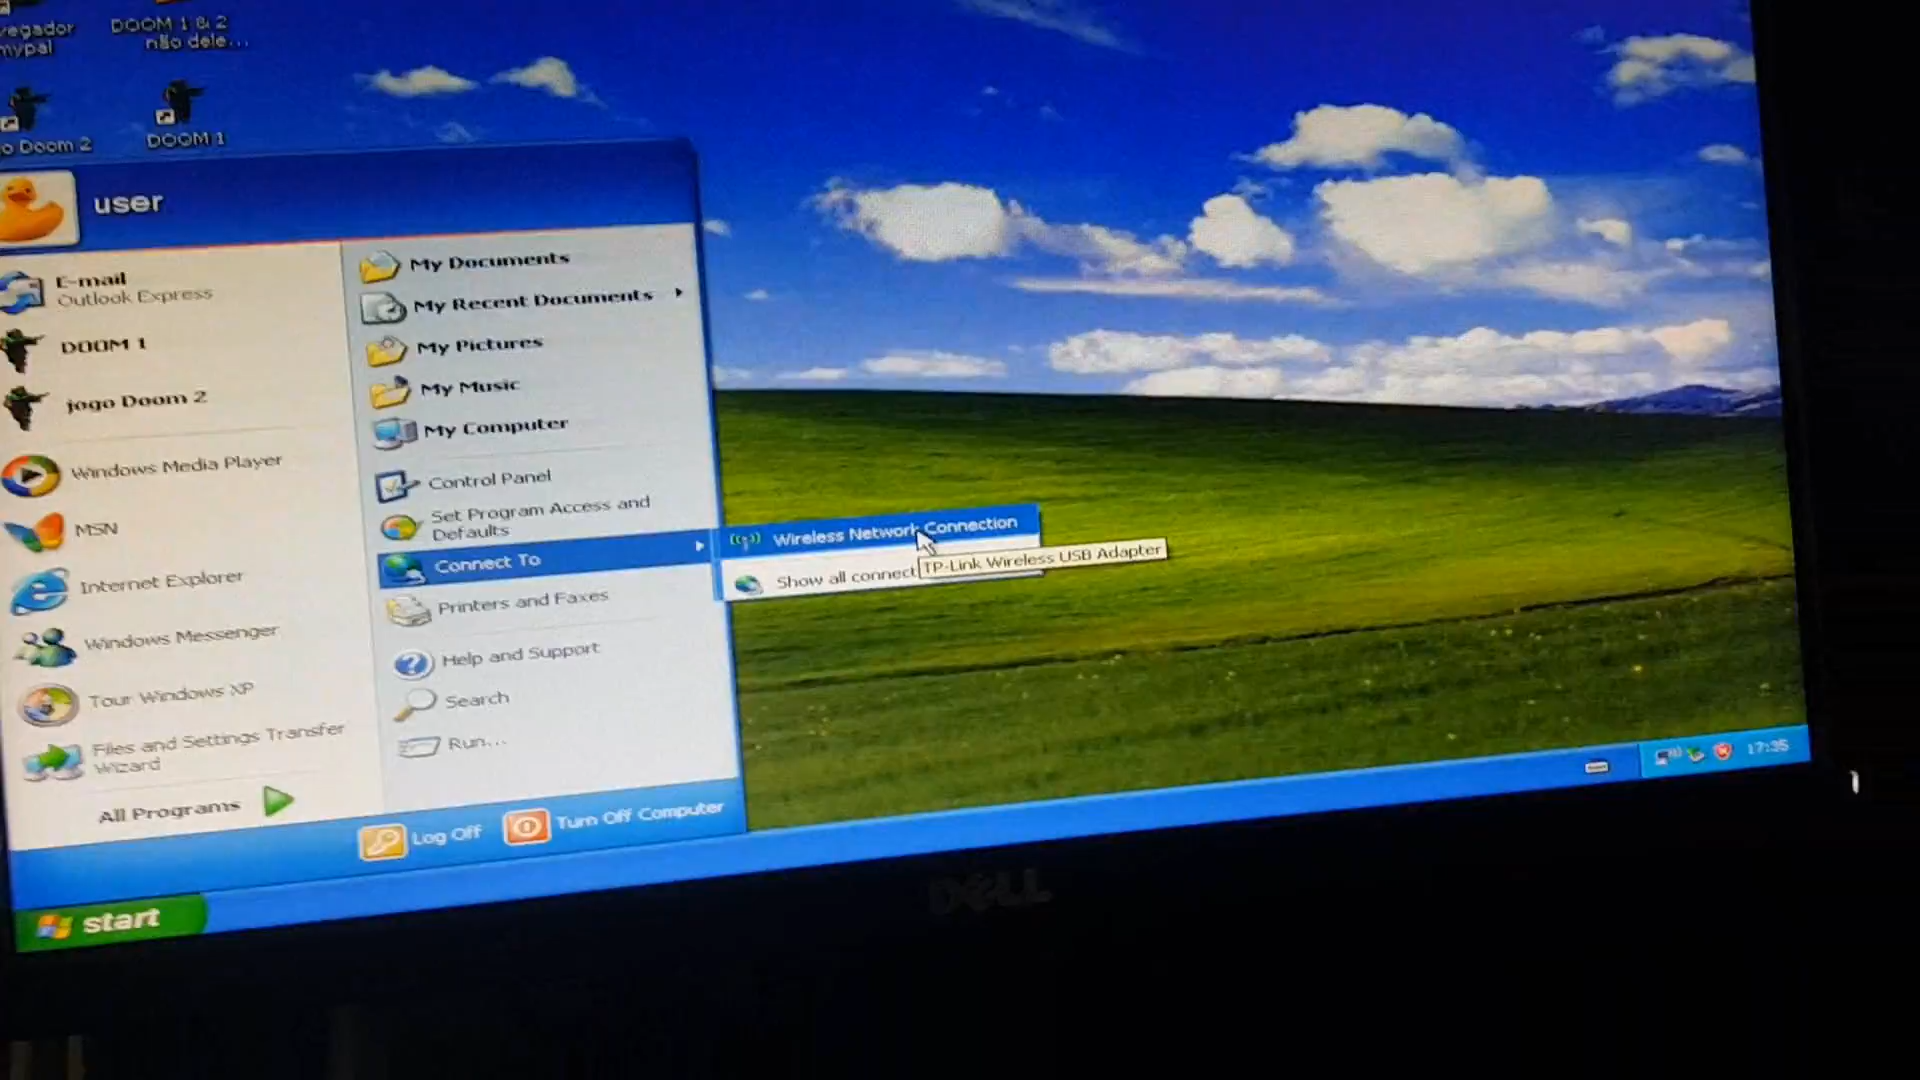 vegador
mypal
DOOM 1 & 2
não dele...
o Doom 2
DOOM 1
user
E-mail
Outlook Express
DOOM 1
jogo Doom 2
Windows Media Player
MSN
Internet Explorer
Windows Messenger
Tour Windows XP
Files and Settings Transfer
Wizard
All Programs
My Documents
My Recent Documents
My Pictures
My Music
My Computer
Control Panel
Set Program Access and
Defaults
Connect To
Printers and Faxes
Help and Support
Search
Run...
Wireless Network Connection
Show all connect
TP-Link Wireless USB Adapter
Log Off
Turn Off Computer
start
17:35
DELL